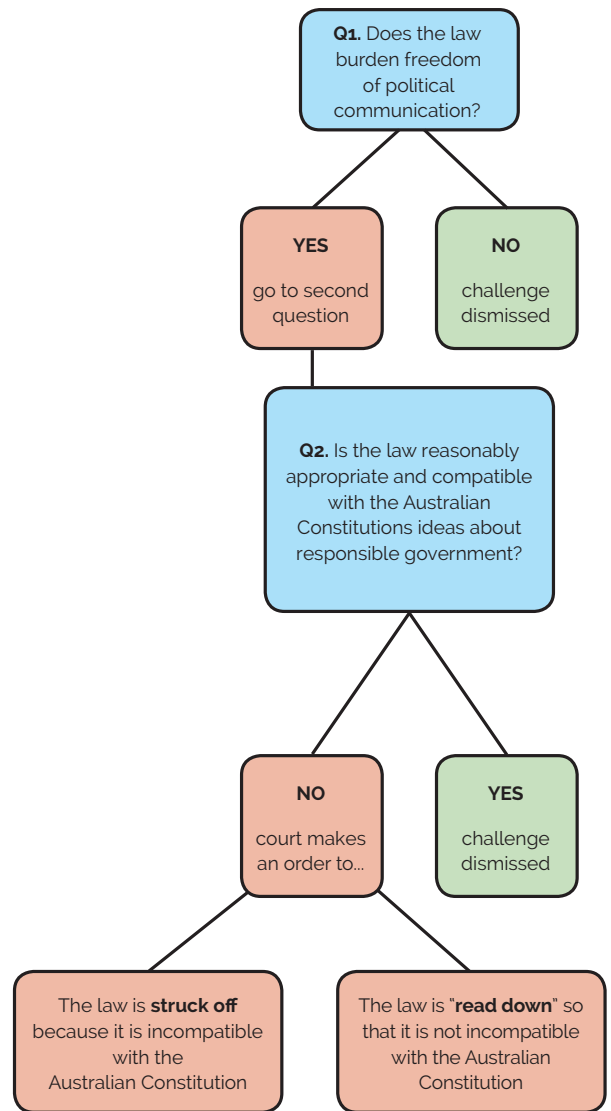 Q1. Does the law
burden freedom
of political
communication?
YES
go to second
question
NO
challenge
dismissed
Q2. Is the law reasonably
appropriate and compatible
with the Australian
Constitutions ideas about
responsible government?
NO
court makes
an order to...
YES
challenge
dismissed
The law is struck off
because it is incompatible
with the
Australian Constitution
The law is "read down" so
that it is not incompatible
with the Australian
Constitution